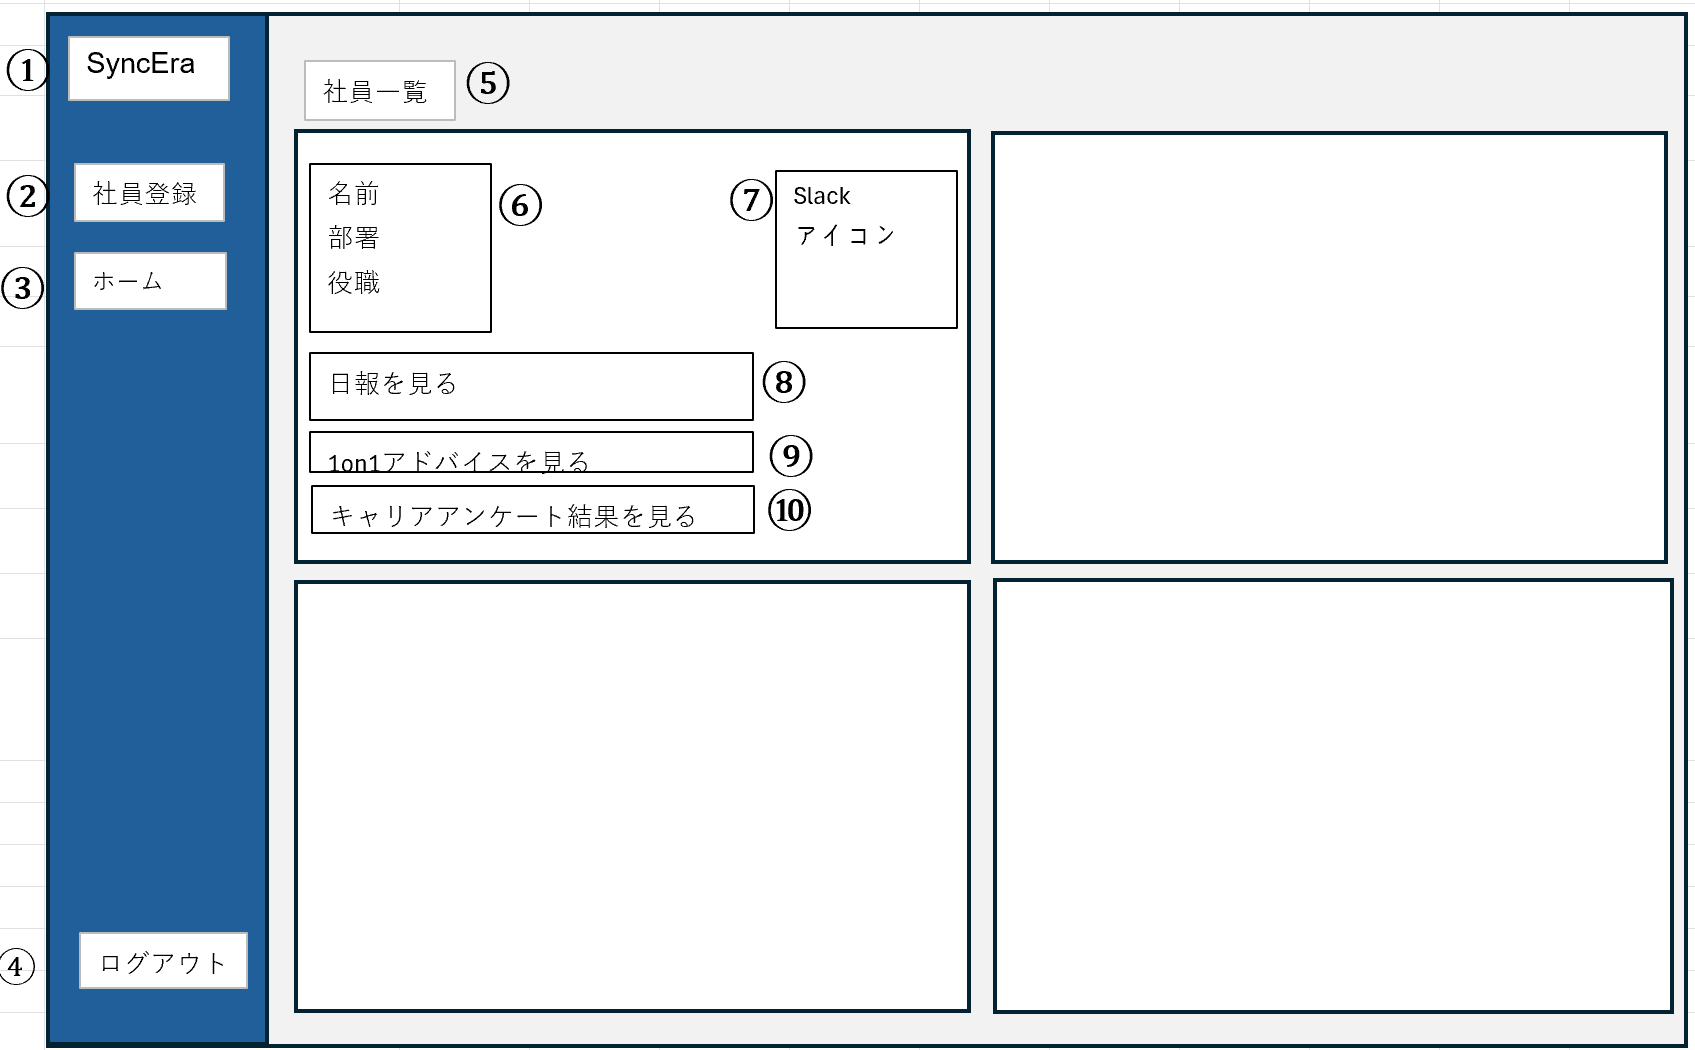 ① SyncEra
② 社員登録
③ ホーム
④ ログアウト
社員一覧 ⑤
名前
部署
役職
⑥
⑦ Slack
アイコン
日報を見る ⑧
1on1アドバイスを見る ⑨
キャリアアンケート結果を見る ⑩